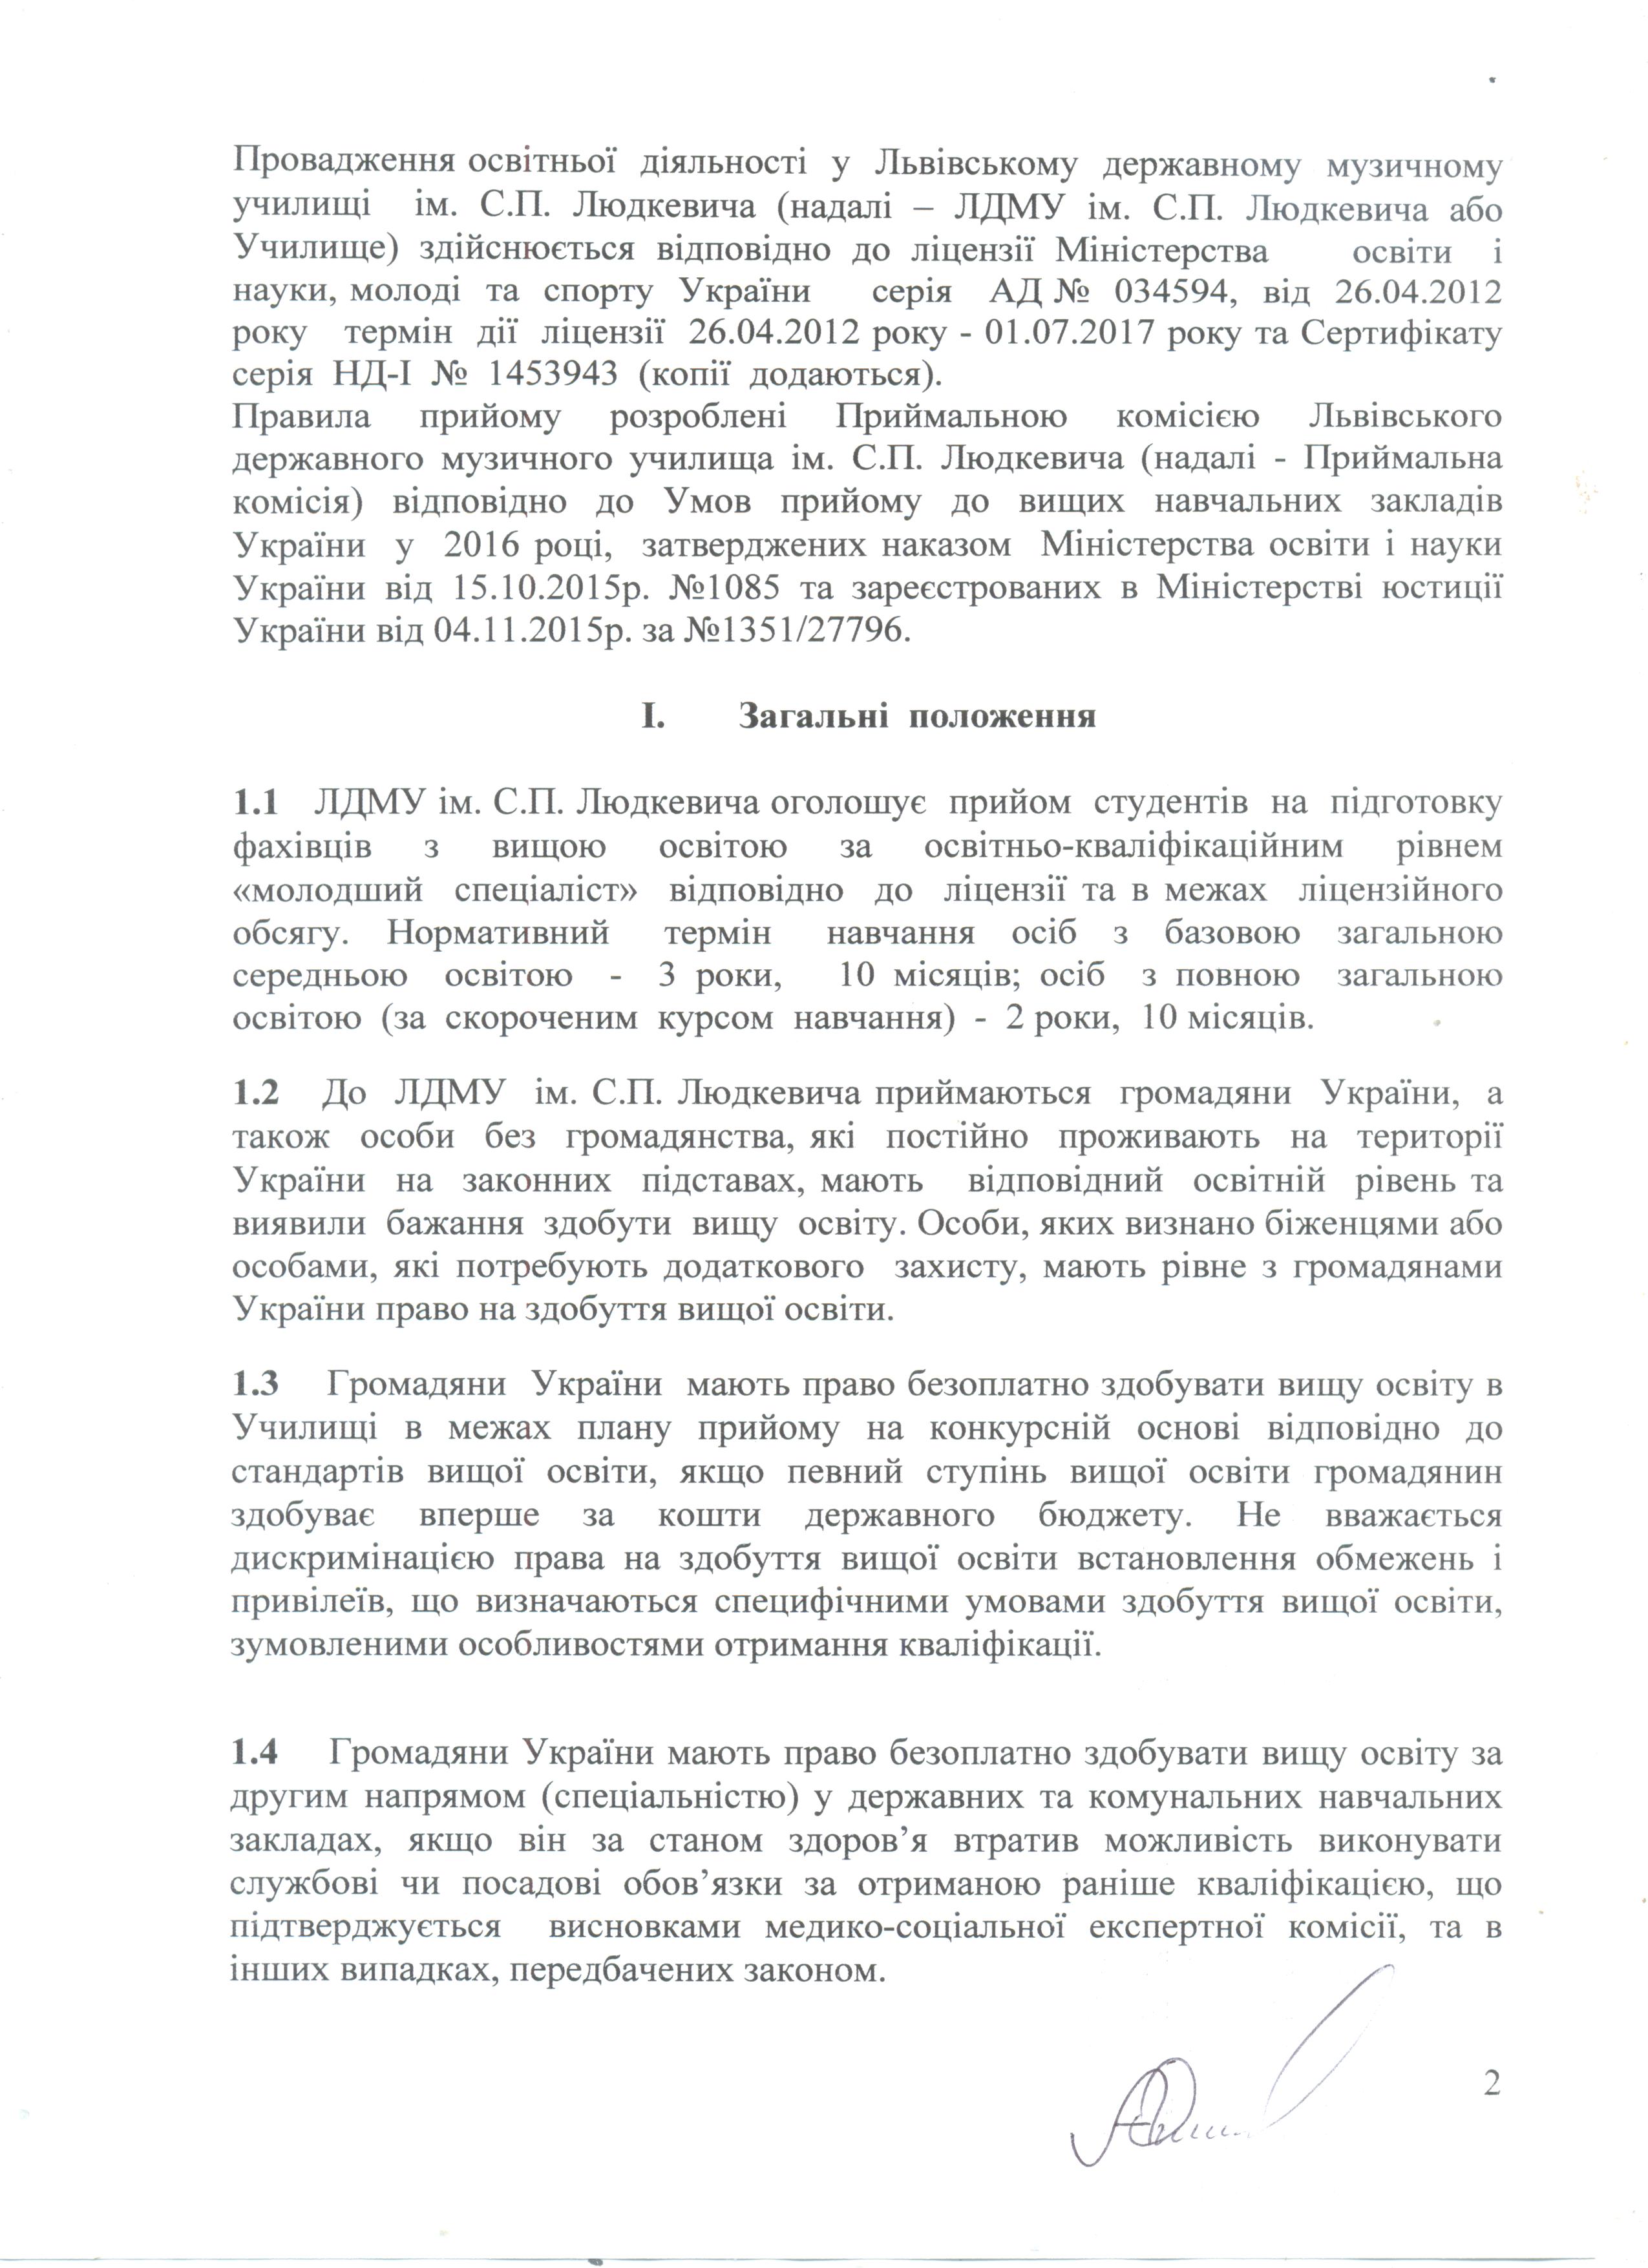 Провадження освітньої діяльності у Львівському державному музичному
училищі ім. С.П. Людкевича (надалі – ЛДМУ ім. С.П. Людкевича або
Училище) здійснюється відповідно до ліцензії Міністерства освіти і
науки, молоді та спорту України серія АД № 034594, від 26.04.2012
року термін дії ліцензії 26.04.2012 року - 01.07.2017 року та Сертифікату
серія НД-І № 1453943 (копії додаються).
Правила прийому розроблені Приймальною комісією Львівського
державного музичного училища ім. С.П. Людкевича (надалі - Приймальна
комісія) відповідно до Умов прийому до вищих навчальних закладів
України у 2016 році, затверджених наказом Міністерства освіти і науки
України від 15.10.2015р. №1085 та зареєстрованих в Міністерстві юстиції
України від 04.11.2015р. за №1351/27796.
І. Загальні положення
1.1 ЛДМУ ім. С.П. Людкевича оголошує прийом студентів на підготовку
фахівців з вищою освітою за освітньо-кваліфікаційним рівнем
«молодший спеціаліст» відповідно до ліцензії та в межах ліцензійного
обсягу. Нормативний термін навчання осіб з базовою загальною
середньою освітою - 3 роки, 10 місяців; осіб з повною загальною
освітою (за скороченим курсом навчання) - 2 роки, 10 місяців.
1.2 До ЛДМУ ім. С.П. Людкевича приймаються громадяни України, а
також особи без громадянства, які постійно проживають на території
України на законних підставах, мають відповідний освітній рівень та
виявили бажання здобути вищу освіту. Особи, яких визнано біженцями або
особами, які потребують додаткового захисту, мають рівне з громадянами
України право на здобуття вищої освіти.
1.3 Громадяни України мають право безоплатно здобувати вищу освіту в
Училищі в межах плану прийому на конкурсній основі відповідно до
стандартів вищої освіти, якщо певний ступінь вищої освіти громадянин
здобуває вперше за кошти державного бюджету. Не вважається
дискримінацією права на здобуття вищої освіти встановлення обмежень і
привілеїв, що визначаються специфічними умовами здобуття вищої освіти,
зумовленими особливостями отримання кваліфікації.
1.4 Громадяни України мають право безоплатно здобувати вищу освіту за
другим напрямом (спеціальністю) у державних та комунальних навчальних
закладах, якщо він за станом здоров’я втратив можливість виконувати
службові чи посадові обов’язки за отриманою раніше кваліфікацією, що
підтверджується висновками медико-соціальної експертної комісії, та в
інших випадках, передбачених законом.
2